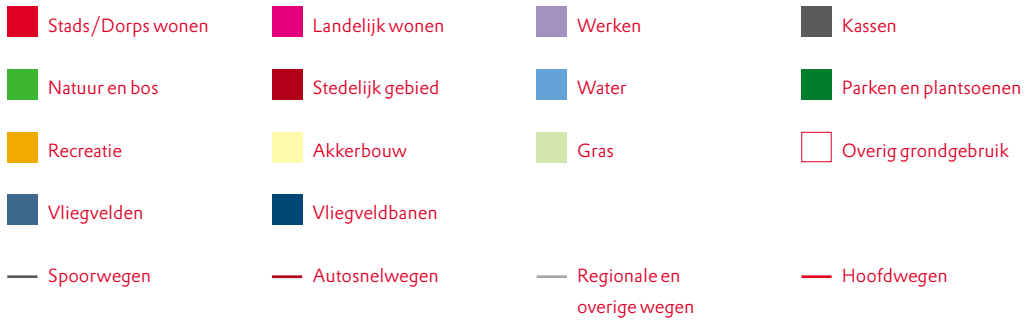 Stads/Dorps wonen
Landelijk wonen
Werken
Kassen
Natuur en bos
Stedelijk gebied
Water
Parken en plantsoenen
Recreatie
Akkerbouw
Gras
Overig grondgebruik
Vliegvelden
Vliegveldbanen
Spoorwegen
Autosnelwegen
Regionale en
overige wegen
Hoofdwegen